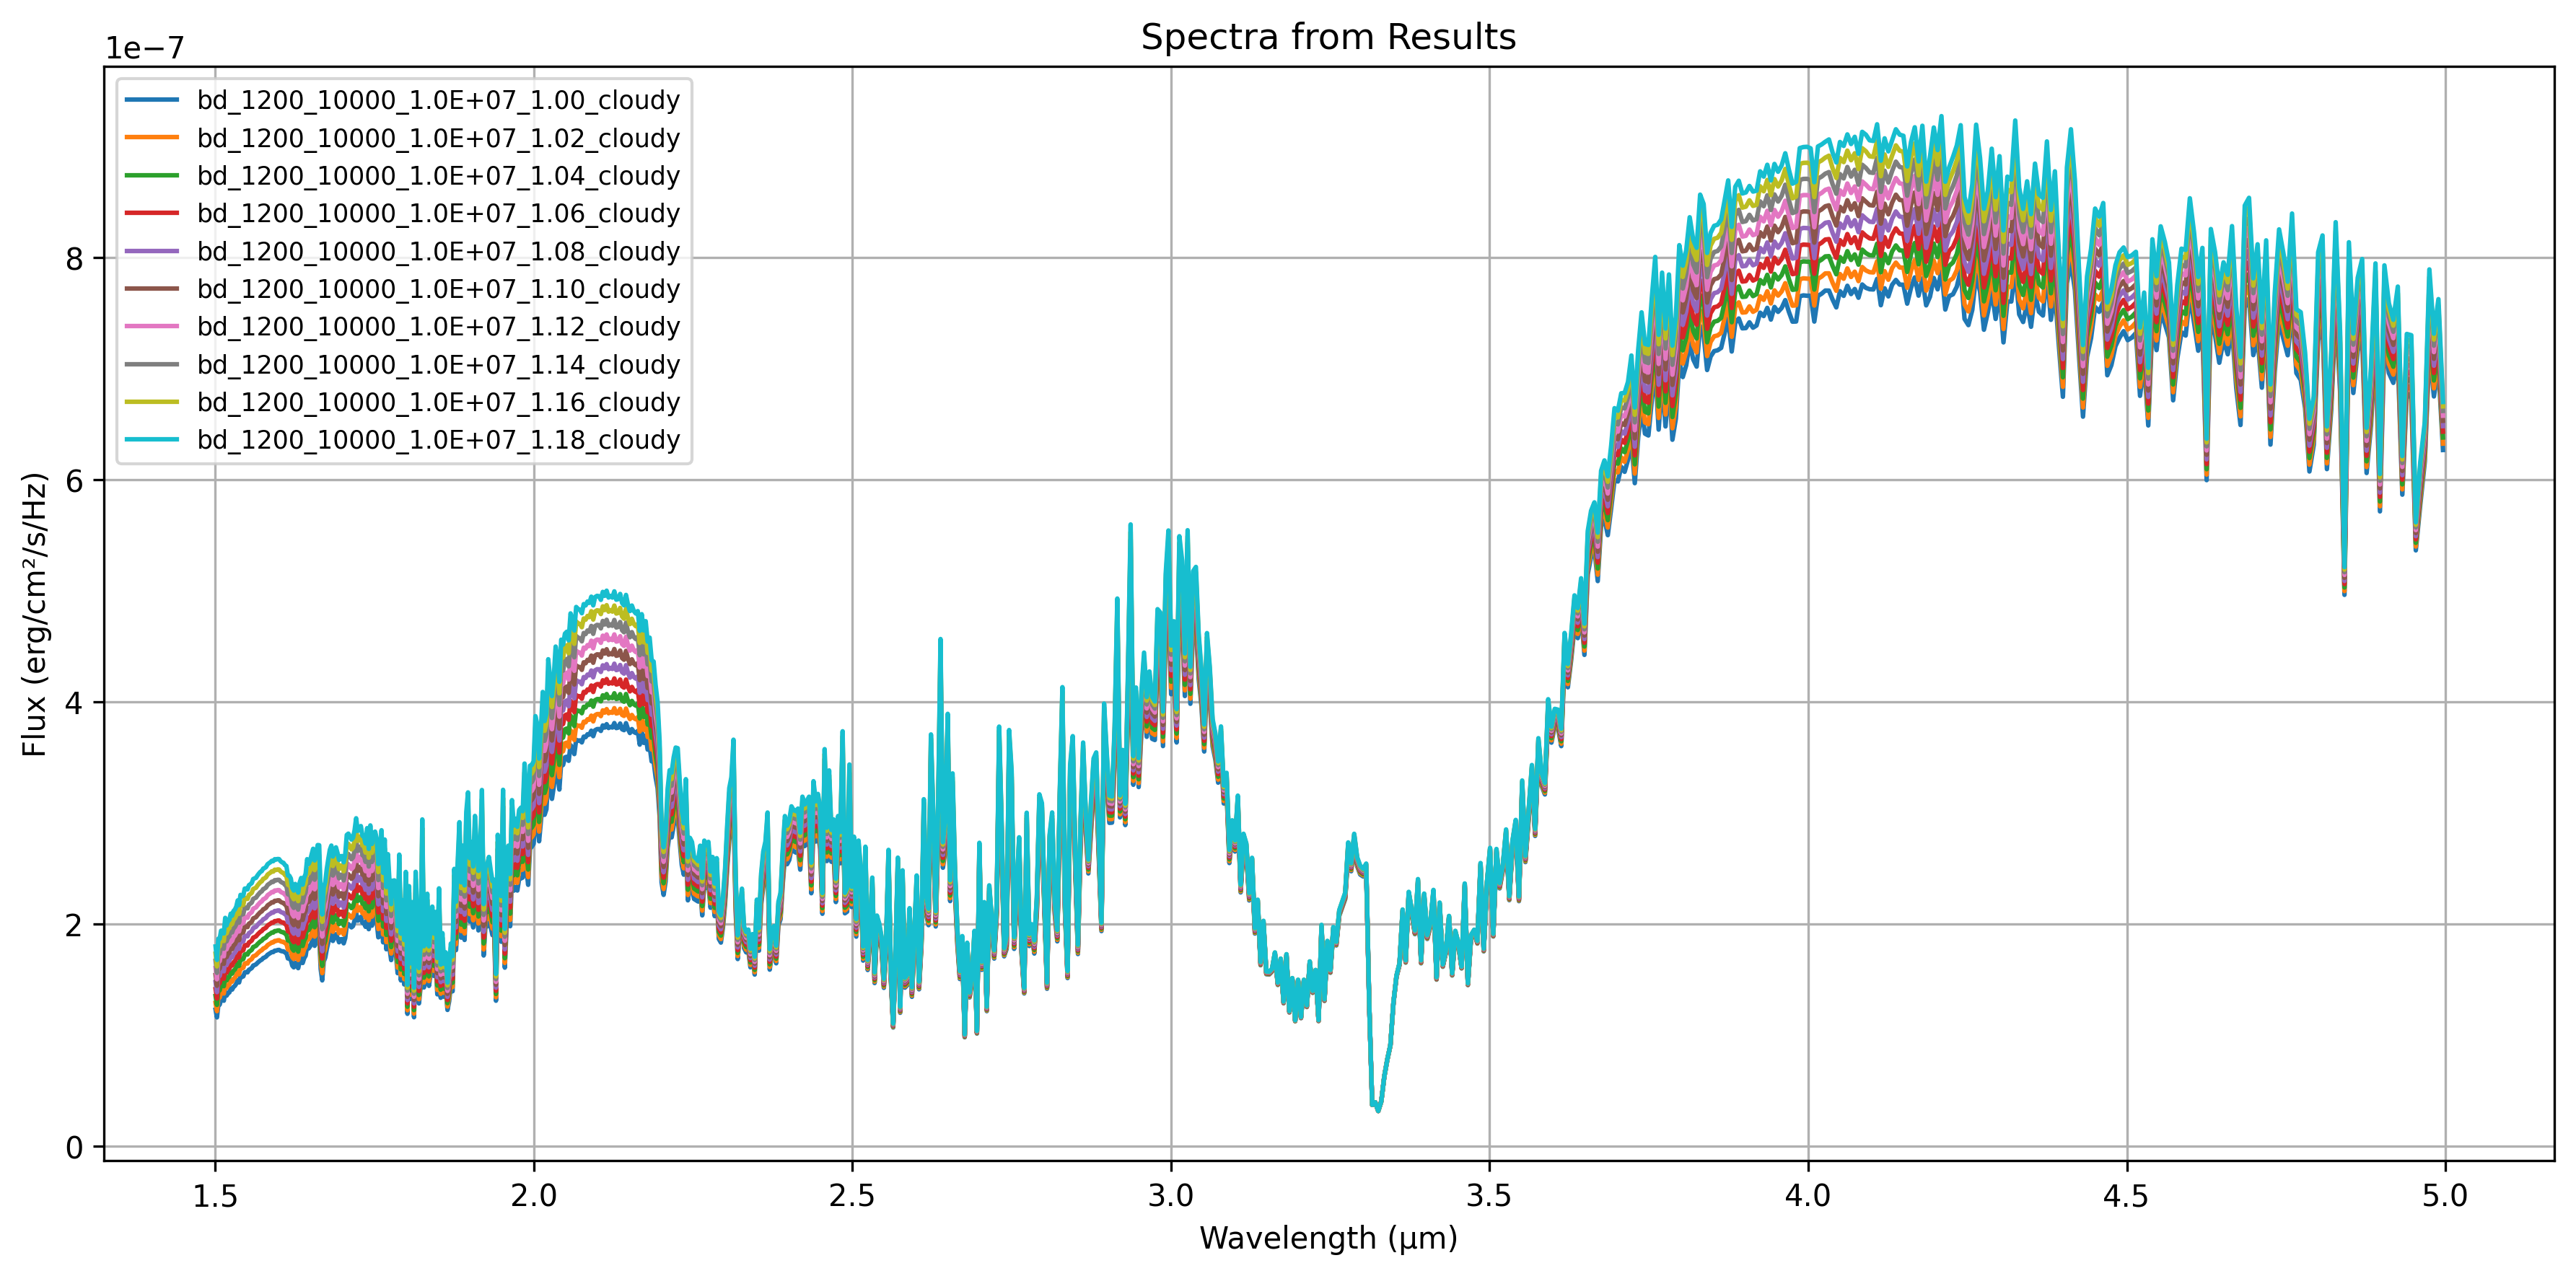 Spectra from Results
1e−7
bd_1200_10000_1.0E+07_1.00_cloudy
bd_1200_10000_1.0E+07_1.02_cloudy
bd_1200_10000_1.0E+07_1.04_cloudy
bd_1200_10000_1.0E+07_1.06_cloudy
bd_1200_10000_1.0E+07_1.08_cloudy
bd_1200_10000_1.0E+07_1.10_cloudy
bd_1200_10000_1.0E+07_1.12_cloudy
bd_1200_10000_1.0E+07_1.14_cloudy
bd_1200_10000_1.0E+07_1.16_cloudy
bd_1200_10000_1.0E+07_1.18_cloudy
8
6
4
2
0
Flux (erg/cm²/s/Hz)
1.5 2.0 2.5 3.0 3.5 4.0 4.5 5.0
Wavelength (μm)